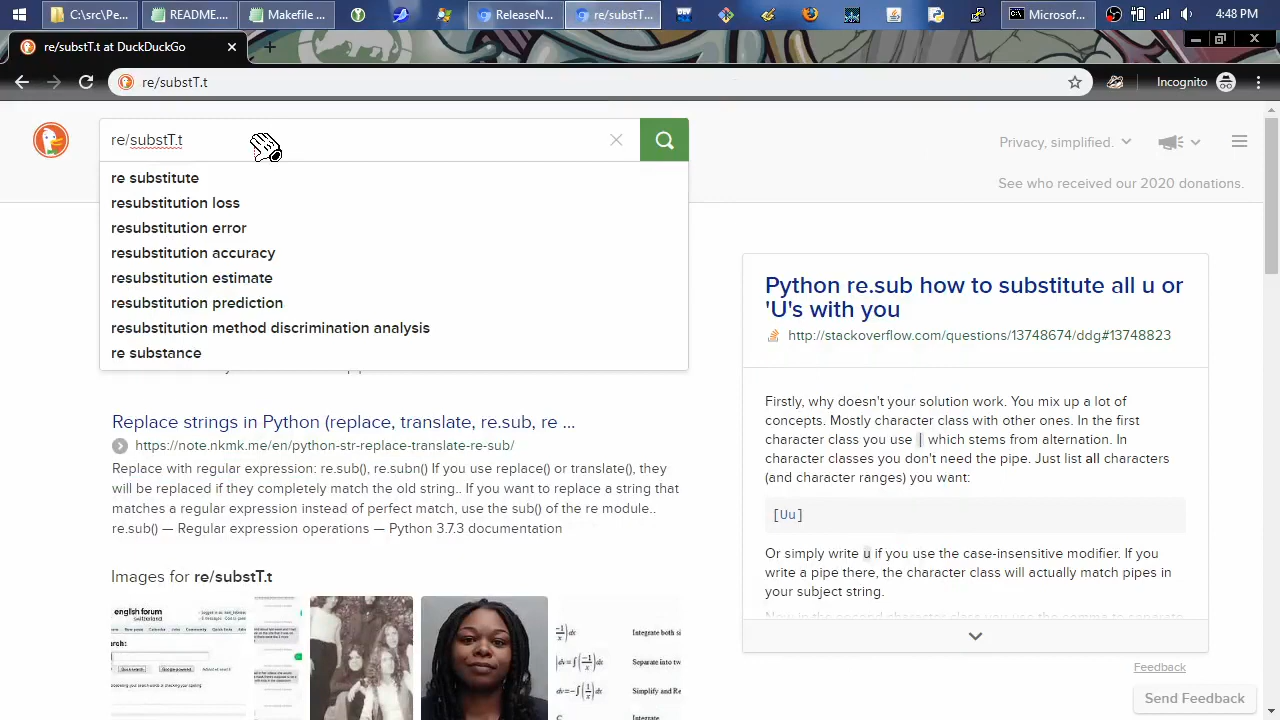 C:\src\Pe...
README....
Makefile ...
ReleaseN...
re/substT...
Microsof...
4:48 PM
re/substT.t at DuckDuckGo
re/substT.t
Incognito
re/substT.t
Privacy, simplified.
See who received our 2020 donations.
re substitute
resubstitution loss
resubstitution error
resubstitution accuracy
resubstitution estimate
resubstitution prediction
resubstitution method discrimination analysis
re substance
Replace strings in Python (replace, translate, re.sub, re ...
https://note.nkmk.me/en/python-str-replace-translate-re-sub/
Replace with regular expression: re.sub(), re.subn() If you use replace() or translate(), they
will be replaced if they completely match the old string.. If you want to replace a string that
matches a regular expression instead of perfect match, use the sub() of the re module..
re.sub() — Regular expression operations — Python 3.7.3 documentation
Images for re/substT.t
english forum
switzerland
Integrate both si
Separate into tw
Simplify and Re
Integrate
Python re.sub how to substitute all u or
'U's with you
http://stackoverflow.com/questions/13748674/ddg#13748823
Firstly, why doesn't your solution work. You mix up a lot of
concepts. Mostly character class with other ones. In the first
character class you use | which stems from alternation. In
character classes you don't need the pipe. Just list all characters
(and character ranges) you want:
[Uu]
Or simply write u if you use the case-insensitive modifier. If you
write a pipe there, the character class will actually match pipes in
your subject string.
Feedback
Send Feedback